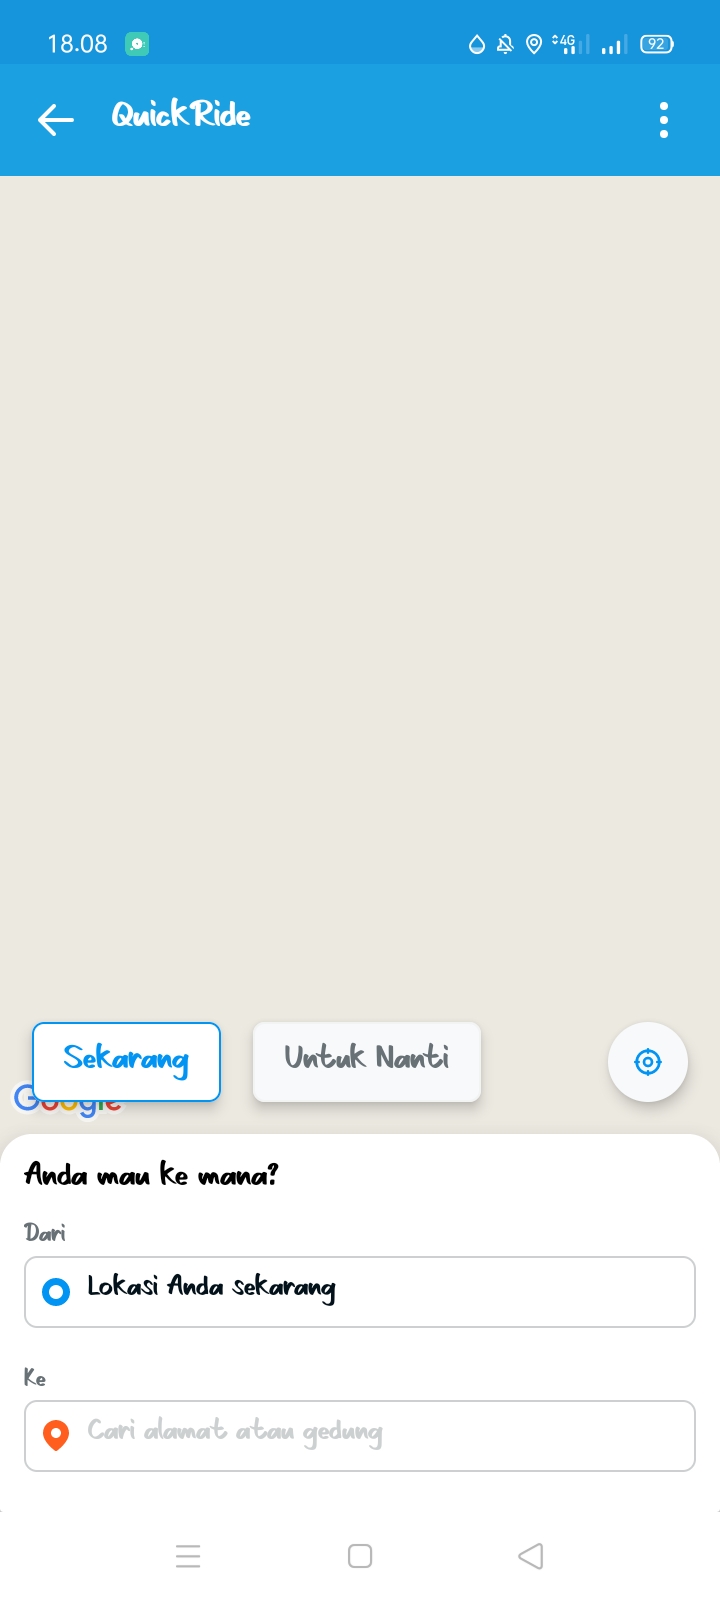 18.08
4G
92
QuickRide
Sekarang
Untuk Nanti
Google
Anda mau ke mana?
Dari
Lokasi Anda sekarang
Ke
Cari alamat atau gedung